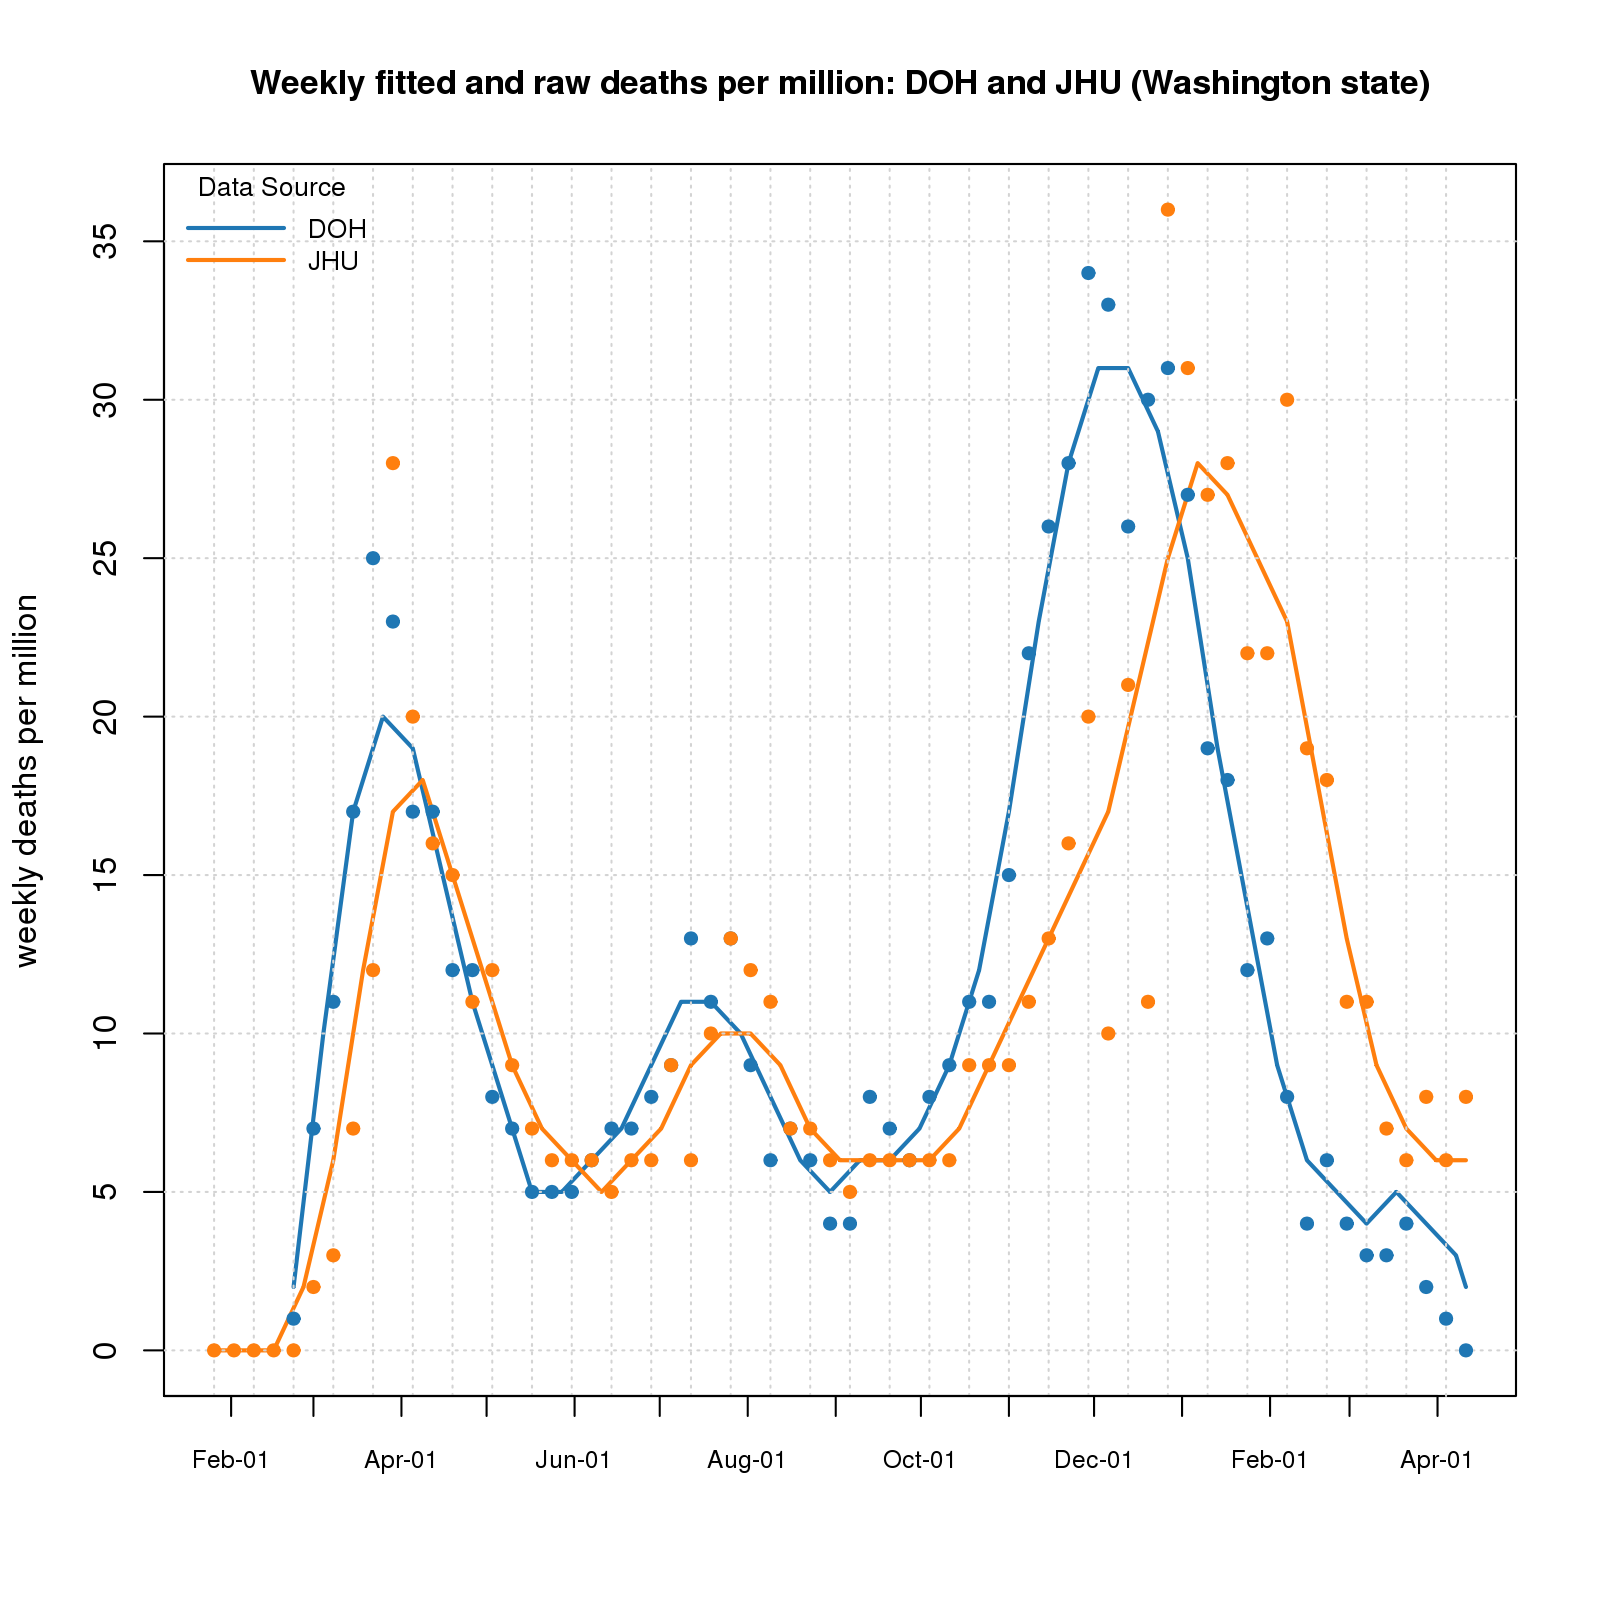 Weekly fitted and raw deaths per million: DOH and JHU (Washington state)
Data Source
DOH
JHU
weekly deaths per million
35
30
25
20
15
10
5
0
Feb-01 Apr-01 Jun-01 Aug-01 Oct-01 Dec-01 Feb-01 Apr-01